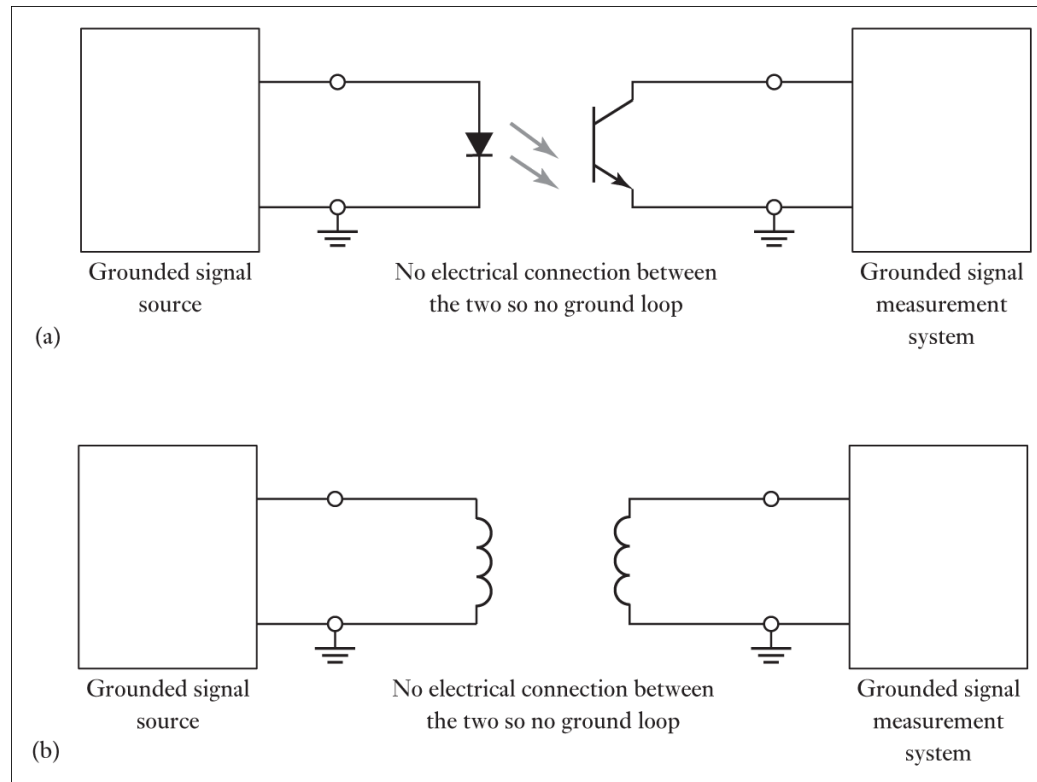 Grounded signal
source
No electrical connection between
the two so no ground loop
Grounded signal
measurement
system
(a)
Grounded signal
source
No electrical connection between
the two so no ground loop
Grounded signal
measurement
system
(b)